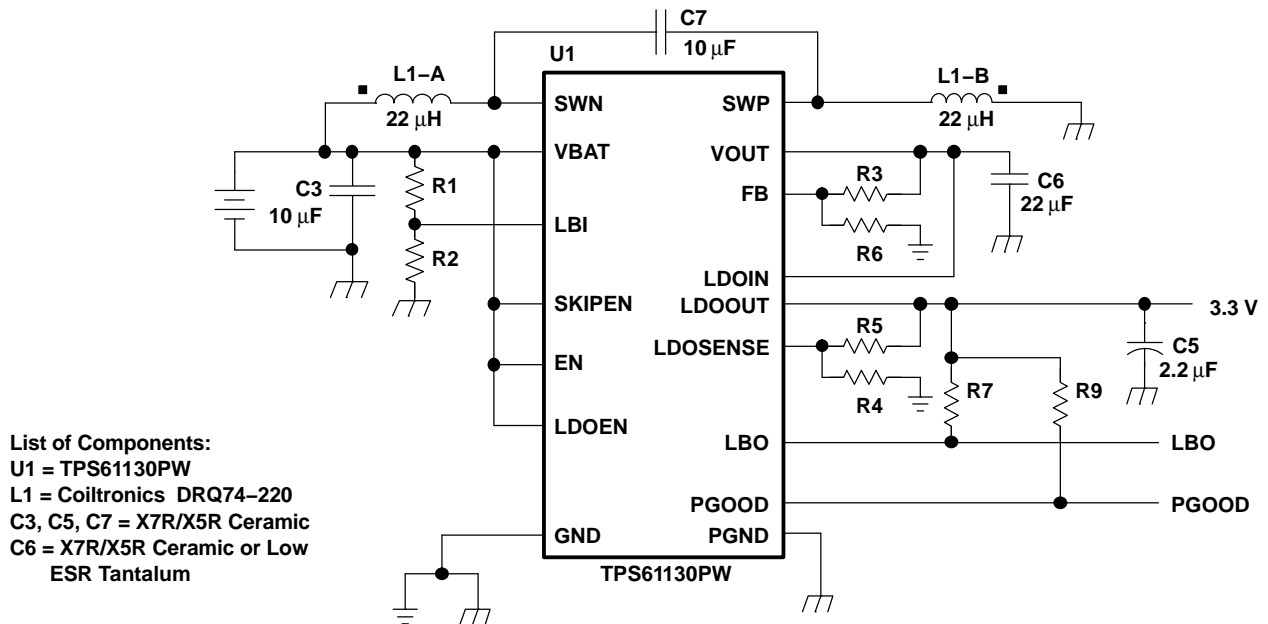 C7
10 µF
U1
L1–A
22 µH
L1–B
22 µH
SWN
SWP
VBAT
VOUT
C3
10 µF
R1
R3
C6
22 µF
FB
LBI
R2
R6
LDOIN
SKIPEN
LDOOUT
3.3 V
R5
LDOSENSE
C5
2.2 µF
EN
R4
R7
R9
LDOEN
LBO
LBO
PGOOD
PGOOD
GND
PGND
TPS61130PW
List of Components:
U1 = TPS61130PW
L1 = Coiltronics DRQ74–220
C3, C5, C7 = X7R/X5R Ceramic
C6 = X7R/X5R Ceramic or Low
ESR Tantalum